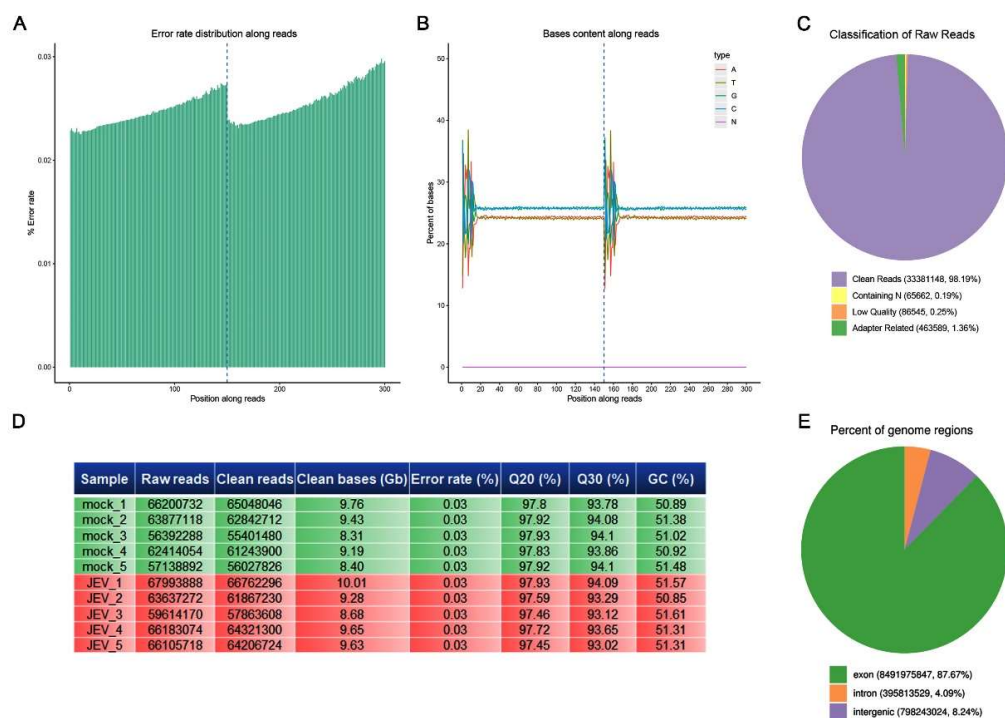 A
Error rate distribution along reads
% Error rate
0.03
0.02
0.01
0.00
0
100
200
300
Position along reads
B
Bases content along reads
type
A
T
G
C
N
Percent of bases
50
40
30
20
10
0
0 20 40 60 80 100 120 140 160 180 200 220 240 260 280 300
Position along reads
C
Classification of Raw Reads
Clean Reads (33381148, 98.19%)
Containing N (65662, 0.19%)
Low Quality (86545, 0.25%)
Adapter Related (463589, 1.36%)
D
Sample Raw reads Clean reads Clean bases (Gb) Error rate (%) Q20 (%) Q30 (%) GC (%)
mock_1 66200732 65048046 9.76 0.03 97.8 93.78 50.89
mock_2 63877118 62842712 9.43 0.03 97.92 94.08 51.38
mock_3 56392288 55401480 8.31 0.03 97.93 94.1 51.02
mock_4 62414054 61243900 9.19 0.03 97.83 93.86 50.92
mock_5 57138892 56027826 8.40 0.03 97.92 94.1 51.48
JEV_1 67993888 66762296 10.01 0.03 97.93 94.09 51.57
JEV_2 63637272 61867230 9.28 0.03 97.59 93.29 50.85
JEV_3 59614170 57863608 8.68 0.03 97.46 93.12 51.61
JEV_4 66183074 64321300 9.65 0.03 97.72 93.65 51.31
JEV_5 66105718 64206724 9.63 0.03 97.45 93.02 51.31
E
Percent of genome regions
exon (8491975847, 87.67%)
intron (395813529, 4.09%)
intergenic (798243024, 8.24%)